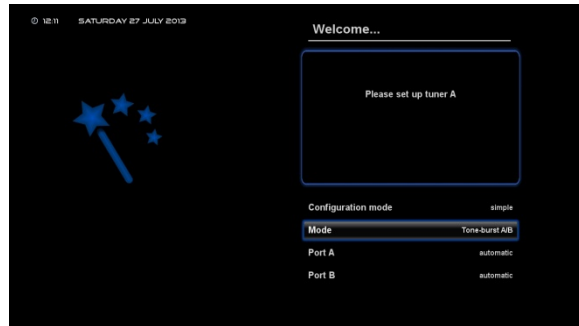 12:11 SATURDAY 27 JULY 2013
Welcome...
Please set up tuner A
Configuration mode simple
Mode Tone-burst A/B
Port A automatic
Port B automatic